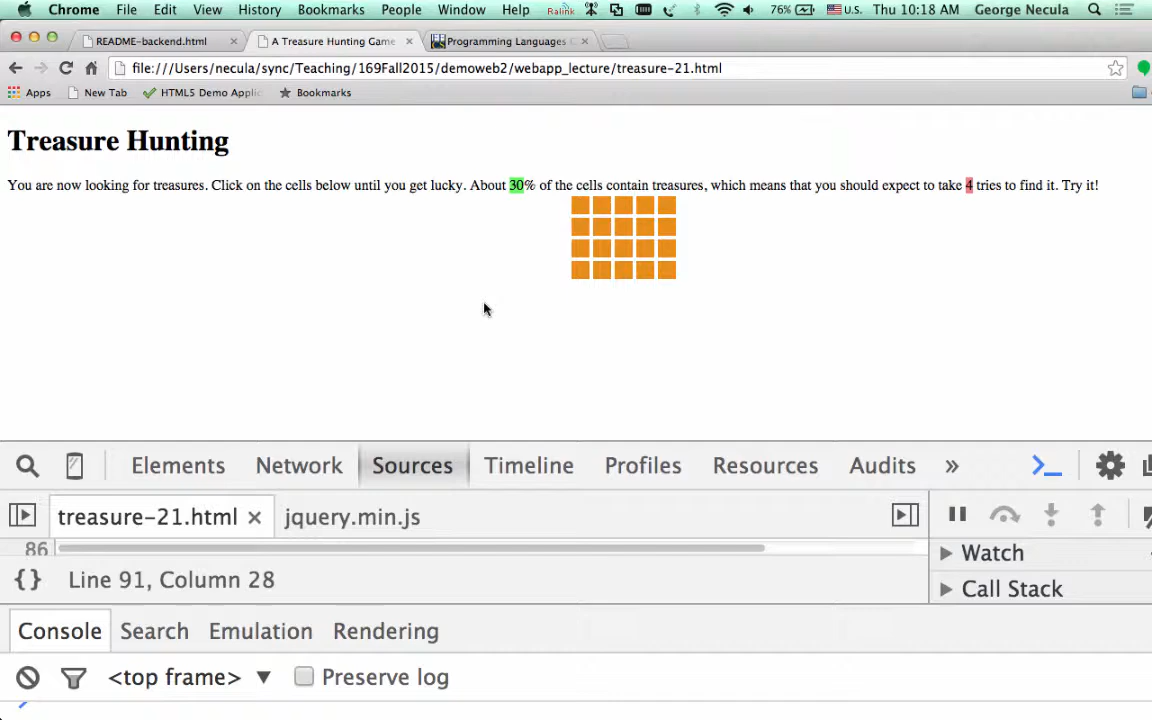 Chrome File Edit View History Bookmarks People Window Help Ralink 76% U.S. Thu 10:18 AM George Necula
README-backend.html × A Treasure Hunting Game × Programming Languages ×
file:///Users/necula/sync/Teaching/169Fall2015/demoweb2/webapp_lecture/treasure-21.html
Apps New Tab HTML5 Demo Applic Bookmarks
Treasure Hunting
You are now looking for treasures. Click on the cells below until you get lucky. About 30% of the cells contain treasures, which means that you should expect to take 4 tries to find it. Try it!
Elements Network Sources Timeline Profiles Resources Audits »
treasure-21.html × jquery.min.js
86
{} Line 91, Column 28
Watch
Call Stack
Console Search Emulation Rendering
<top frame> ▼ Preserve log